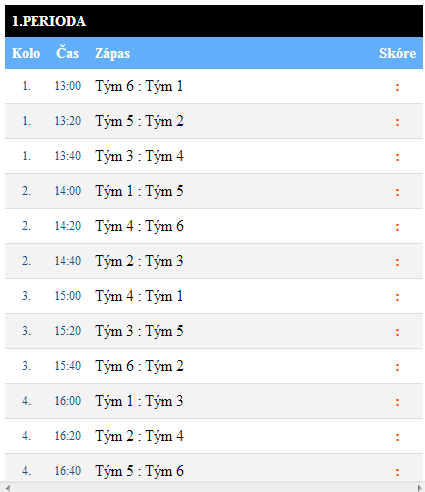 1.PERIODA
Kolo Čas Zápas Skóre
1. 13:00 Tým 6 : Tým 1 :
1. 13:20 Tým 5 : Tým 2 :
1. 13:40 Tým 3 : Tým 4 :
2. 14:00 Tým 1 : Tým 5 :
2. 14:20 Tým 4 : Tým 6 :
2. 14:40 Tým 2 : Tým 3 :
3. 15:00 Tým 4 : Tým 1 :
3. 15:20 Tým 3 : Tým 5 :
3. 15:40 Tým 6 : Tým 2 :
4. 16:00 Tým 1 : Tým 3 :
4. 16:20 Tým 2 : Tým 4 :
4. 16:40 Tým 5 : Tým 6 :